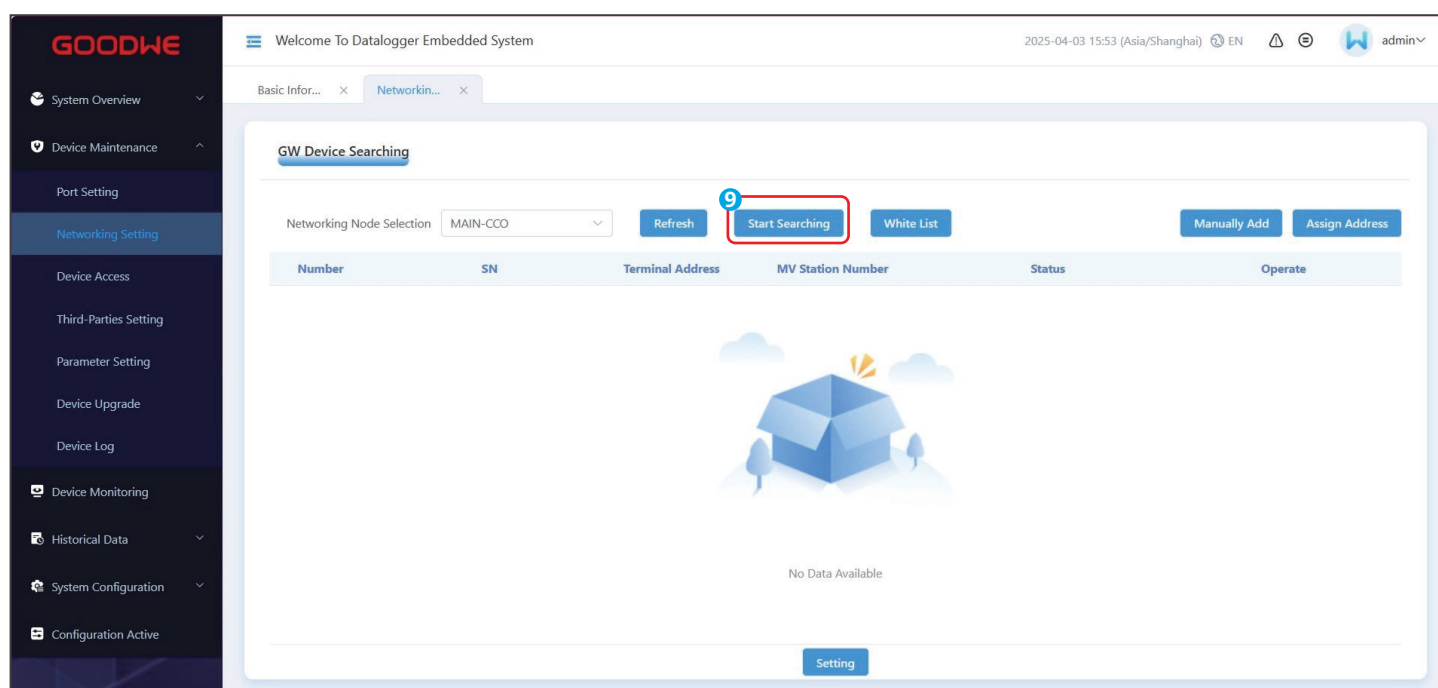 GOODWE
Welcome To Datalogger Embedded System
2025-04-03 15:53 (Asia/Shanghai) EN admin
System Overview
Device Maintenance
Port Setting
Networking Setting
Device Access
Third-Parties Setting
Parameter Setting
Device Upgrade
Device Log
Device Monitoring
Historical Data
System Configuration
Configuration Active
Basic Infor... × Networkin... ×
GW Device Searching
9
Networking Node Selection MAIN-CCO Refresh Start Searching White List Manually Add Assign Address
Number SN Terminal Address MV Station Number Status Operate
No Data Available
Setting